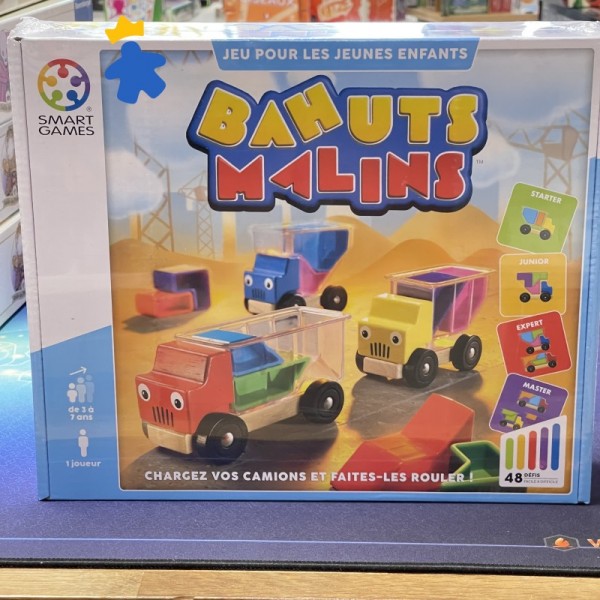 JEU POUR LES JEUNES ENFANTS
SMART
GAMES
BAHUTS
MALINS
STARTER
JUNIOR
EXPERT
MASTER
de 3 à
7 ans
1 joueur
48 DÉFIS
CHARGEZ VOS CAMIONS ET FAITES-LES ROULER !